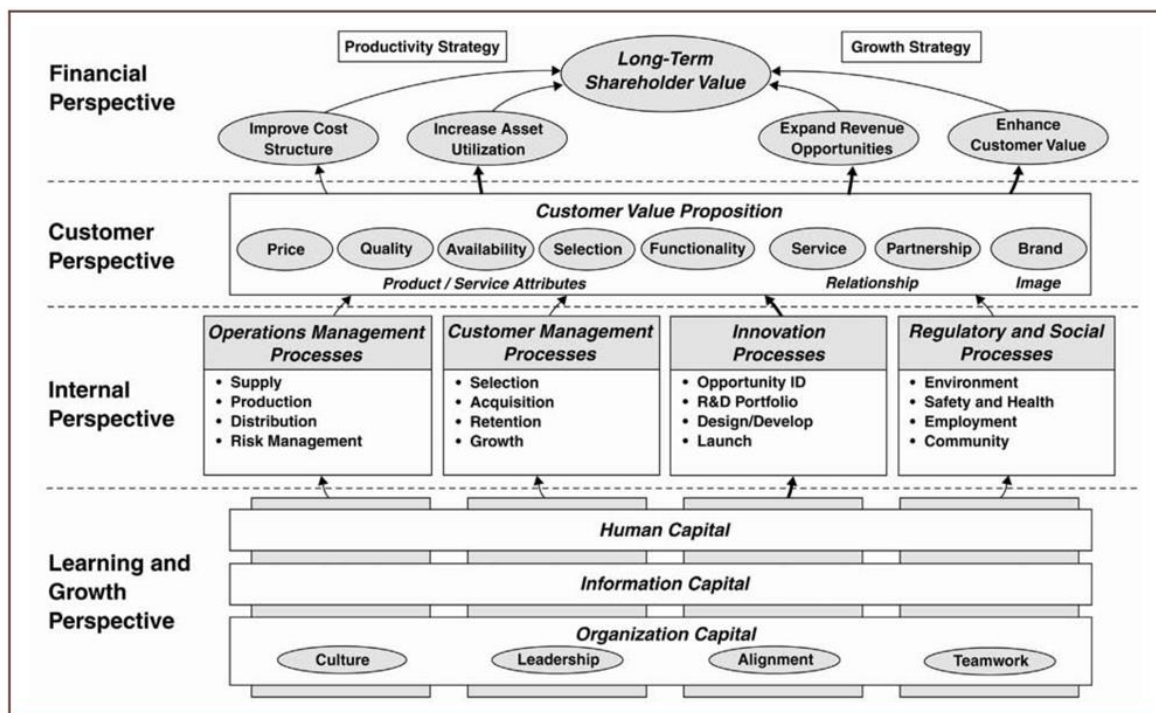 Financial
Perspective
Productivity Strategy
Long-Term
Shareholder Value
Growth Strategy
Improve Cost
Structure
Increase Asset
Utilization
Expand Revenue
Opportunities
Enhance
Customer Value
Customer
Perspective
Customer Value Proposition
Price
Quality
Availability
Selection
Functionality
Service
Partnership
Brand
Product / Service Attributes
Relationship
Image
Internal
Perspective
Operations Management
Processes
• Supply
• Production
• Distribution
• Risk Management
Customer Management
Processes
• Selection
• Acquisition
• Retention
• Growth
Innovation
Processes
• Opportunity ID
• R&D Portfolio
• Design/Develop
• Launch
Regulatory and Social
Processes
• Environment
• Safety and Health
• Employment
• Community
Learning and
Growth
Perspective
Human Capital
Information Capital
Organization Capital
Culture
Leadership
Alignment
Teamwork